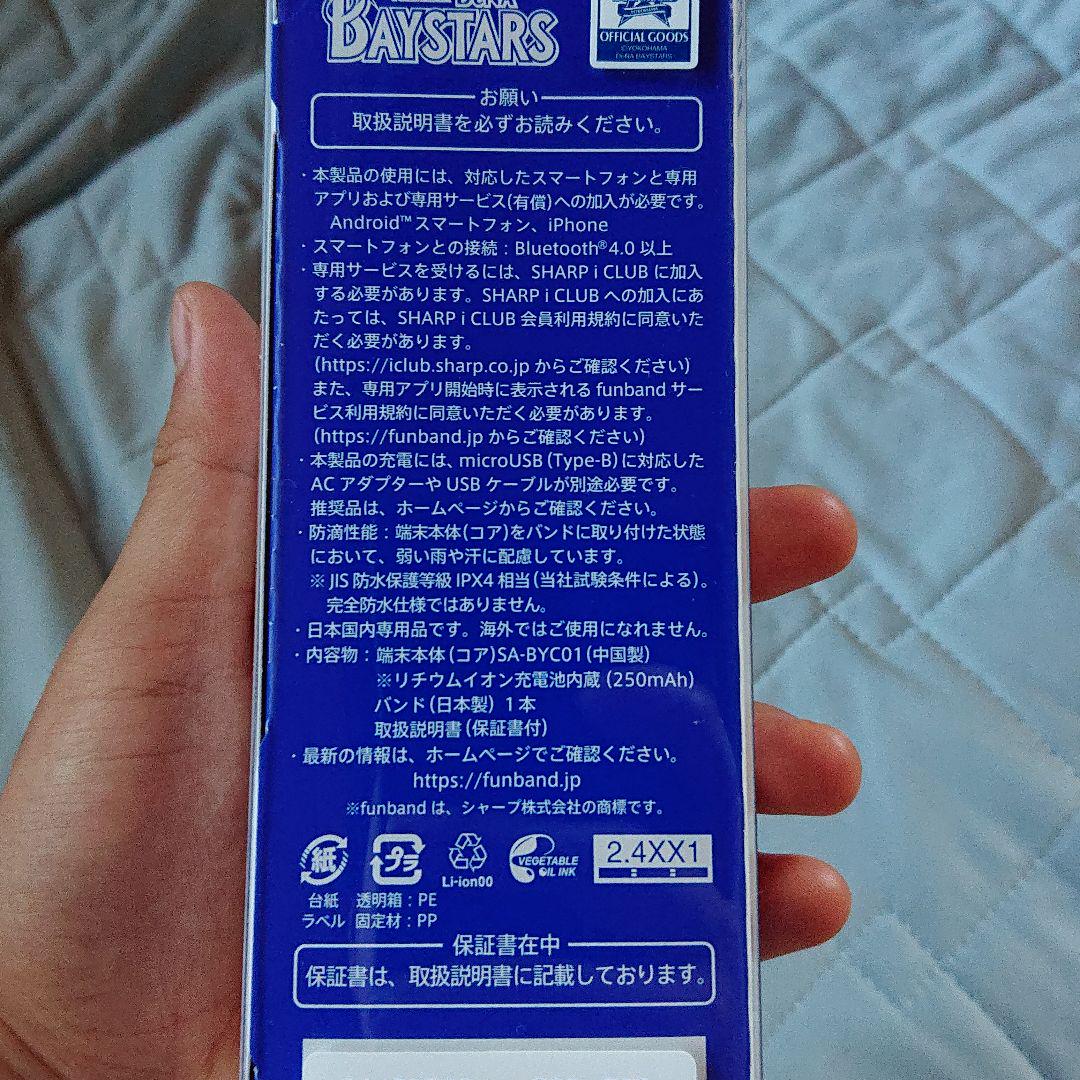 BAYSTARS
OFFICIAL GOODS
©YOKOHAMA
DeNA BAYSTARS
お願い
取扱説明書を必ずお読みください。
・本製品の使用には、対応したスマートフォンと専用
アプリおよび専用サービス(有償)への加入が必要です。
Android™スマートフォン、iPhone
・スマートフォンとの接続：Bluetooth®4.0 以上
・専用サービスを受けるには、SHARP i CLUB に加入
する必要があります。SHARP i CLUB への加入にあ
たっては、SHARP i CLUB 会員利用規約に同意いた
だく必要があります。
(https://iclub.sharp.co.jp からご確認ください)
また、専用アプリ開始時に表示される funband サー
ビス利用規約に同意いただく必要があります。
(https://funband.jp からご確認ください)
・本製品の充電には、microUSB(Type-B)に対応した
AC アダプターや USB ケーブルが別途必要です。
推奨品は、ホームページからご確認ください。
・防滴性能：端末本体(コア)をバンドに取り付けた状態
において、弱い雨や汗に配慮しています。
※ JIS 防水保護等級 IPX4 相当(当社試験条件による)。
完全防水仕様ではありません。
・日本国内専用品です。海外ではご使用になれません。
・内容物：端末本体(コア)SA-BYC01(中国製)
※リチウムイオン充電池内蔵(250mAh)
バンド(日本製) 1本
取扱説明書(保証書付)
・最新の情報は、ホームページでご確認ください。
https://funband.jp
※funband は、シャープ株式会社の商標です。
紙 プラ Li-ion00 VEGETABLE OIL INK 2.4XX1
台紙 透明箱：PE
ラベル 固定材：PP
保証書在中
保証書は、取扱説明書に記載しております。